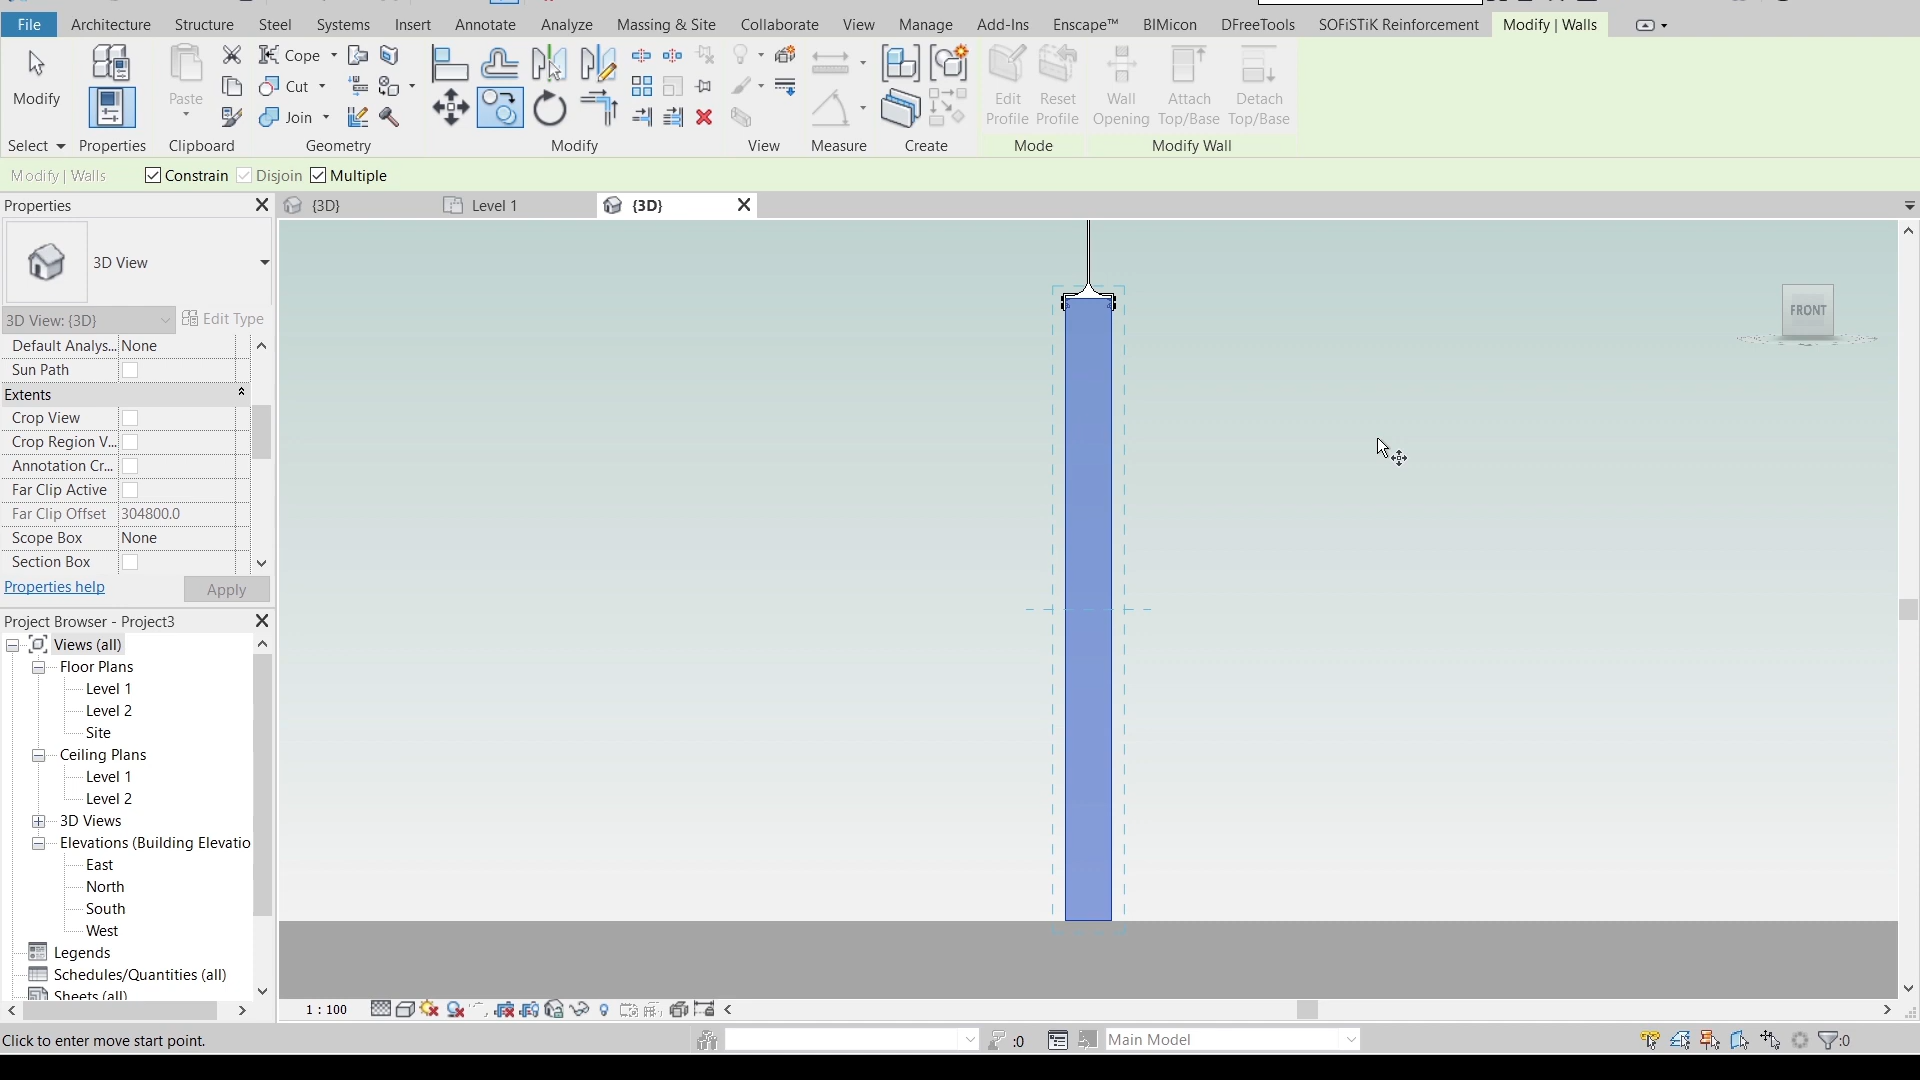 File Architecture Structure Steel Systems Insert Annotate Analyze Massing & Site Collaborate View Manage Add-Ins Enscape™ BIMicon DFreeTools SOFiSTiK Reinforcement Modify | Walls
Modify Paste Cope Cut Join Edit Profile Reset Profile Wall Opening Attach Top/Base Detach Top/Base
Select Properties Clipboard Geometry Modify View Measure Create Mode Modify Wall
Modify | Walls Constrain Disjoin Multiple
Properties
{3D} Level 1 {3D}
3D View
3D View: {3D} Edit Type
Default Analys... None
Sun Path
Extents
Crop View
Crop Region V...
Annotation Cr...
Far Clip Active
Far Clip Offset 304800.0
Scope Box None
Section Box
Properties help Apply
FRONT
Project Browser - Project3
Views (all)
Floor Plans
Level 1
Level 2
Site
Ceiling Plans
Level 1
Level 2
3D Views
Elevations (Building Elevatio
East
North
South
West
Legends
Schedules/Quantities (all)
Sheets (all)
1 : 100
Click to enter move start point. :0 Main Model :0